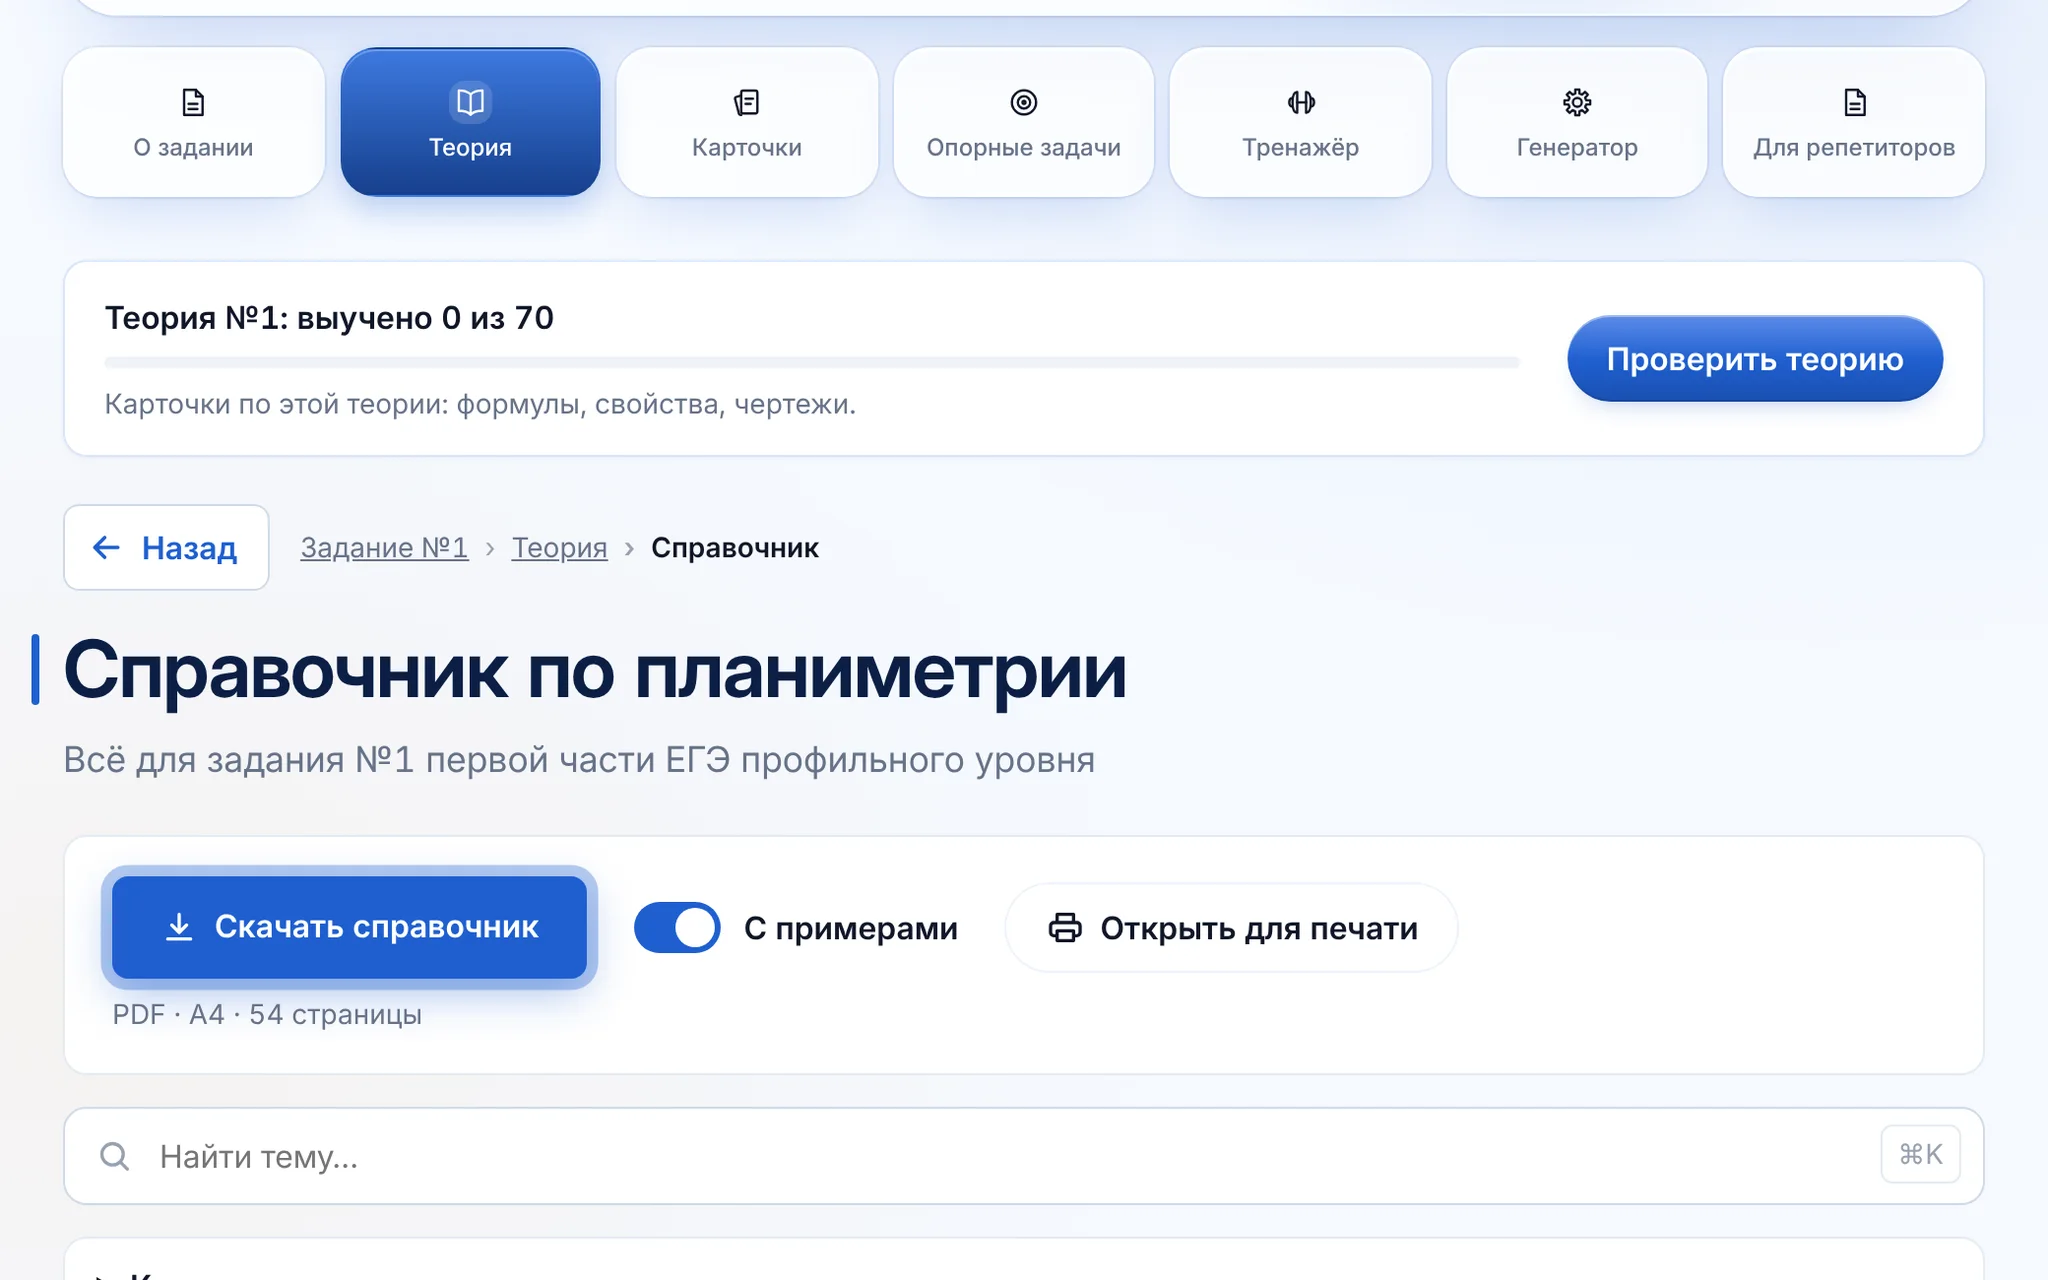 О задании
Теория
Карточки
Опорные задачи
Тренажёр
Генератор
Для репетиторов
Теория №1: выучено 0 из 70
Проверить теорию
Карточки по этой теории: формулы, свойства, чертежи.
Назад
Задание №1 › Теория › Справочник
Справочник по планиметрии
Всё для задания №1 первой части ЕГЭ профильного уровня
Скачать справочник
С примерами
Открыть для печати
PDF · A4 · 54 страницы
Найти тему...
⌘K